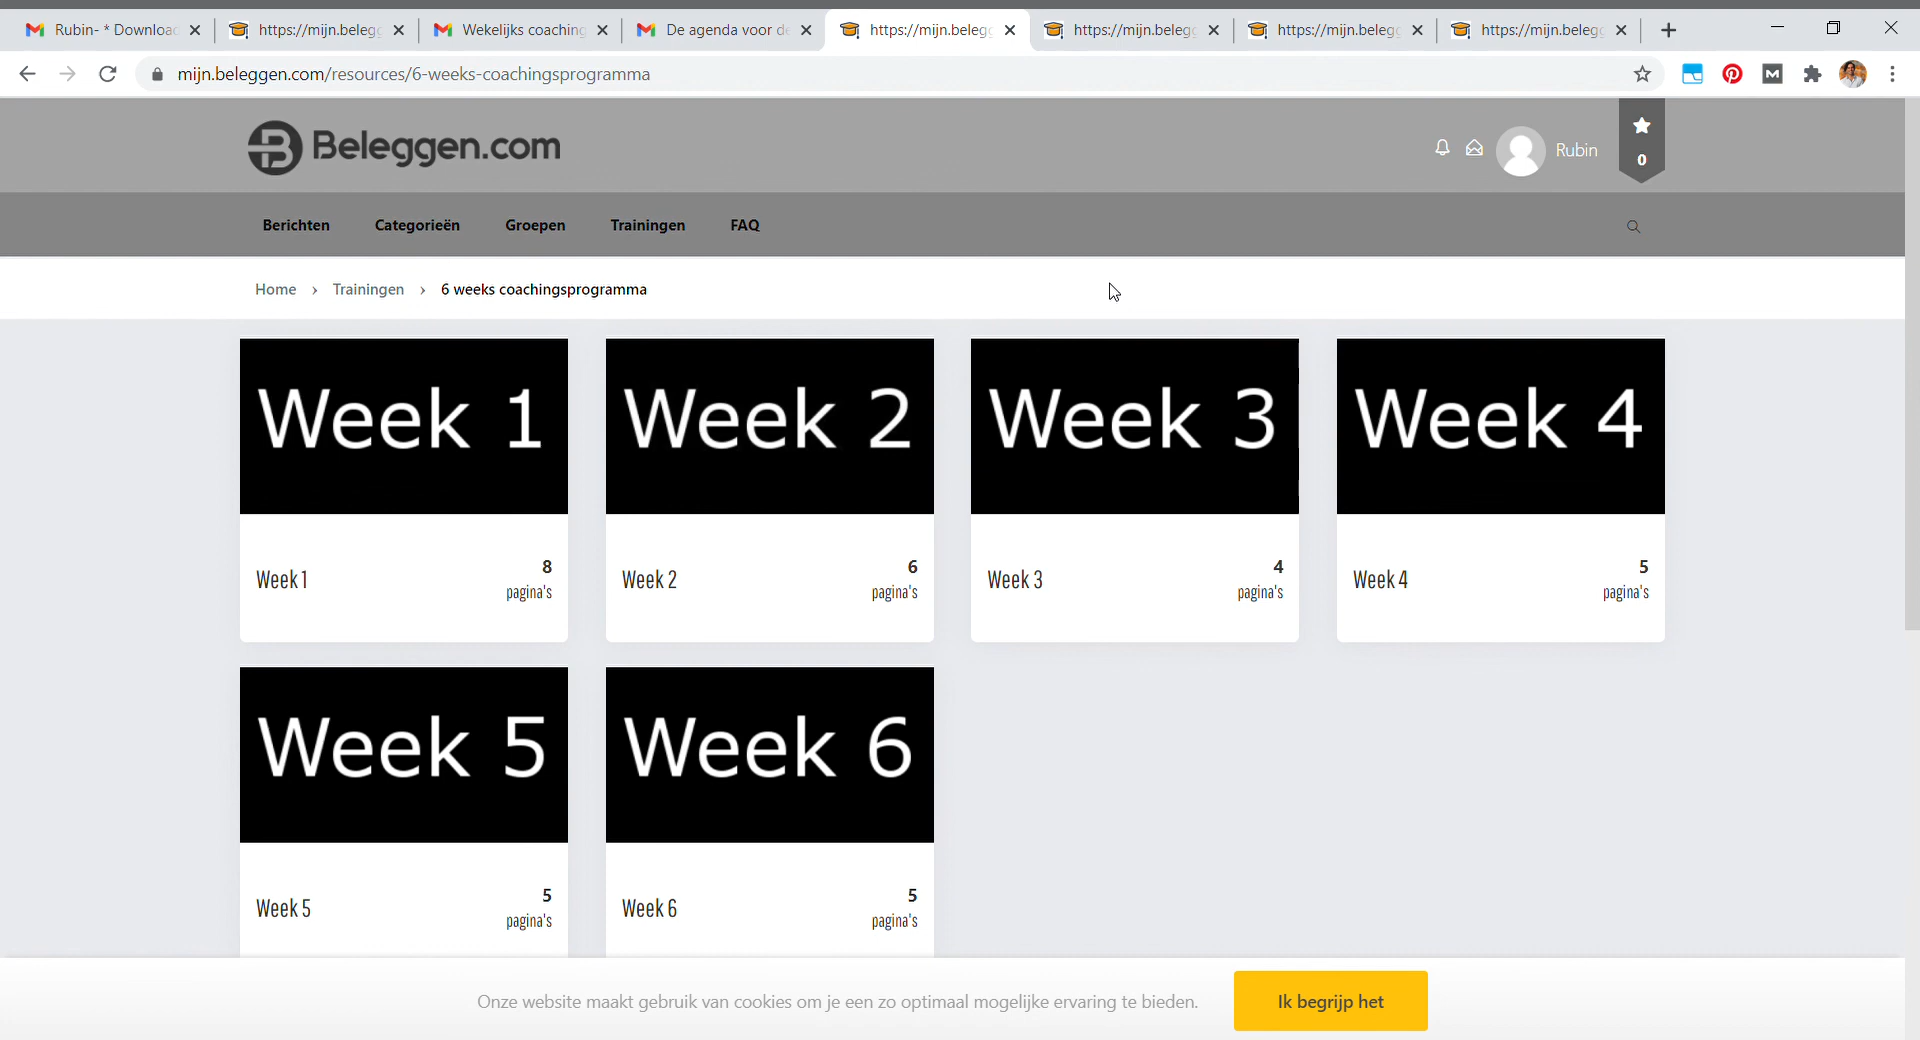 Rubin- * Downloac
https://mijn.belegg
Wekelijks coaching
De agenda voor de
https://mijn.belegg
https://mijn.belegg
https://mijn.belegg
https://mijn.belegg
mijn.beleggen.com/resources/6-weeks-coachingsprogramma
Beleggen.com
Rubin
0
Berichten Categorieën Groepen Trainingen FAQ
Home › Trainingen › 6 weeks coachingsprogramma
Week 1 Week 2 Week 3 Week 4
8 6 4 5
Week 1 Week 2 Week 3 Week 4
pagina's pagina's pagina's pagina's
Week 5 Week 6
5 5
Week 5 Week 6
pagina's pagina's
Onze website maakt gebruik van cookies om je een zo optimaal mogelijke ervaring te bieden. Ik begrijp het